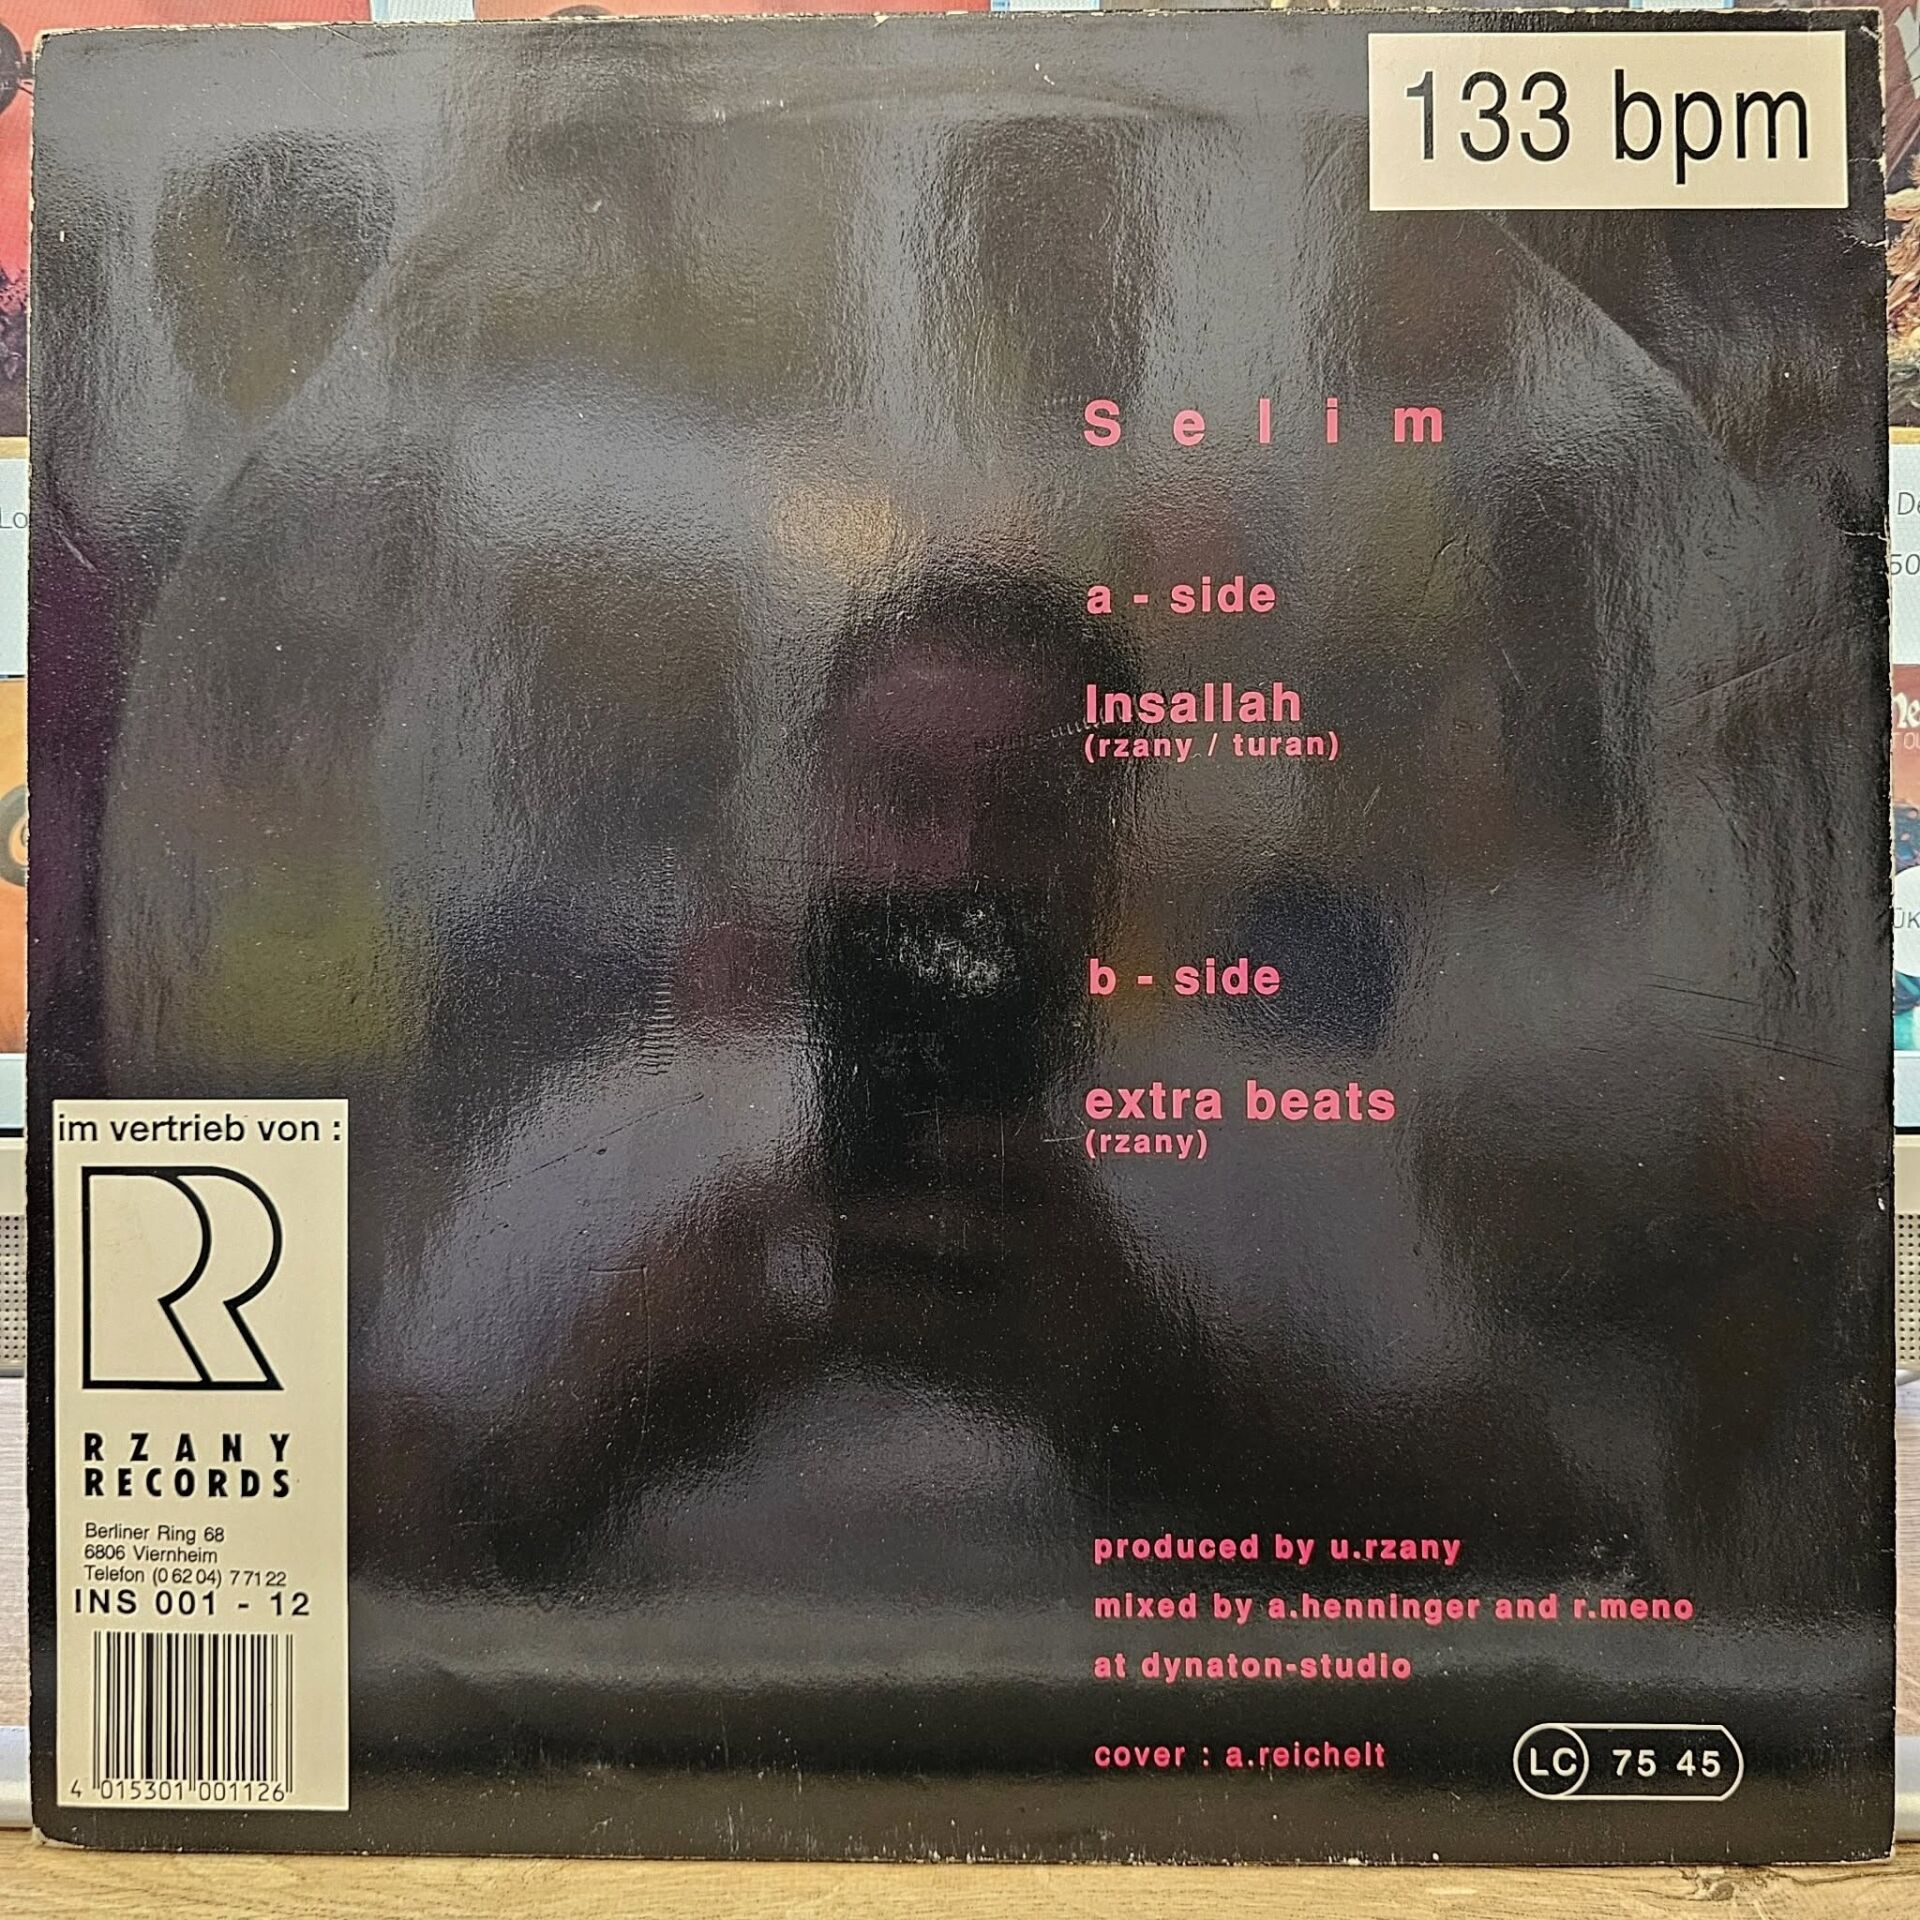 133 bpm
Selim
a - side
Insallah
(rzany / turan)
b - side
extra beats
(rzany)
im vertrieb von :
RZANY
RECORDS
Berliner Ring 68
6806 Viernheim
Telefon (0 62 04) 7 71 22
INS 001 - 12
4 015301 001126
produced by u.rzany
mixed by a.henninger and r.meno
at dynaton-studio
cover : a.reichelt
LC 75 45